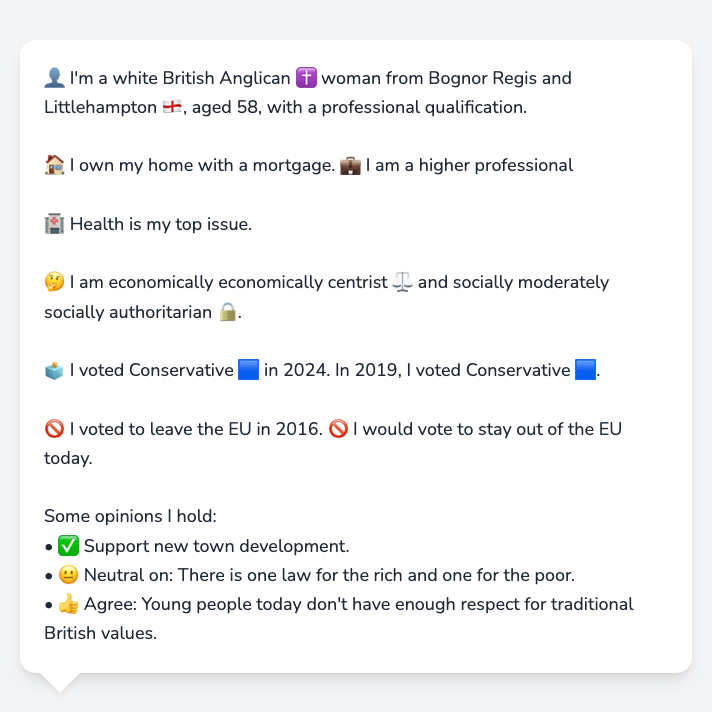 👤 I'm a white British Anglican ✝️ woman from Bognor Regis and
Littlehampton 🏴󠁧󠁢󠁥󠁮󠁧󠁿, aged 58, with a professional qualification.
🏠 I own my home with a mortgage. 💼 I am a higher professional
🏥 Health is my top issue.
🤔 I am economically economically centrist ⚖️ and socially moderately
socially authoritarian 🔒.
🗳️ I voted Conservative 🟦 in 2024. In 2019, I voted Conservative 🟦.
🚫 I voted to leave the EU in 2016. 🚫 I would vote to stay out of the EU
today.
Some opinions I hold:
• ✅ Support new town development.
• 😐 Neutral on: There is one law for the rich and one for the poor.
• 👍 Agree: Young people today don't have enough respect for traditional
British values.